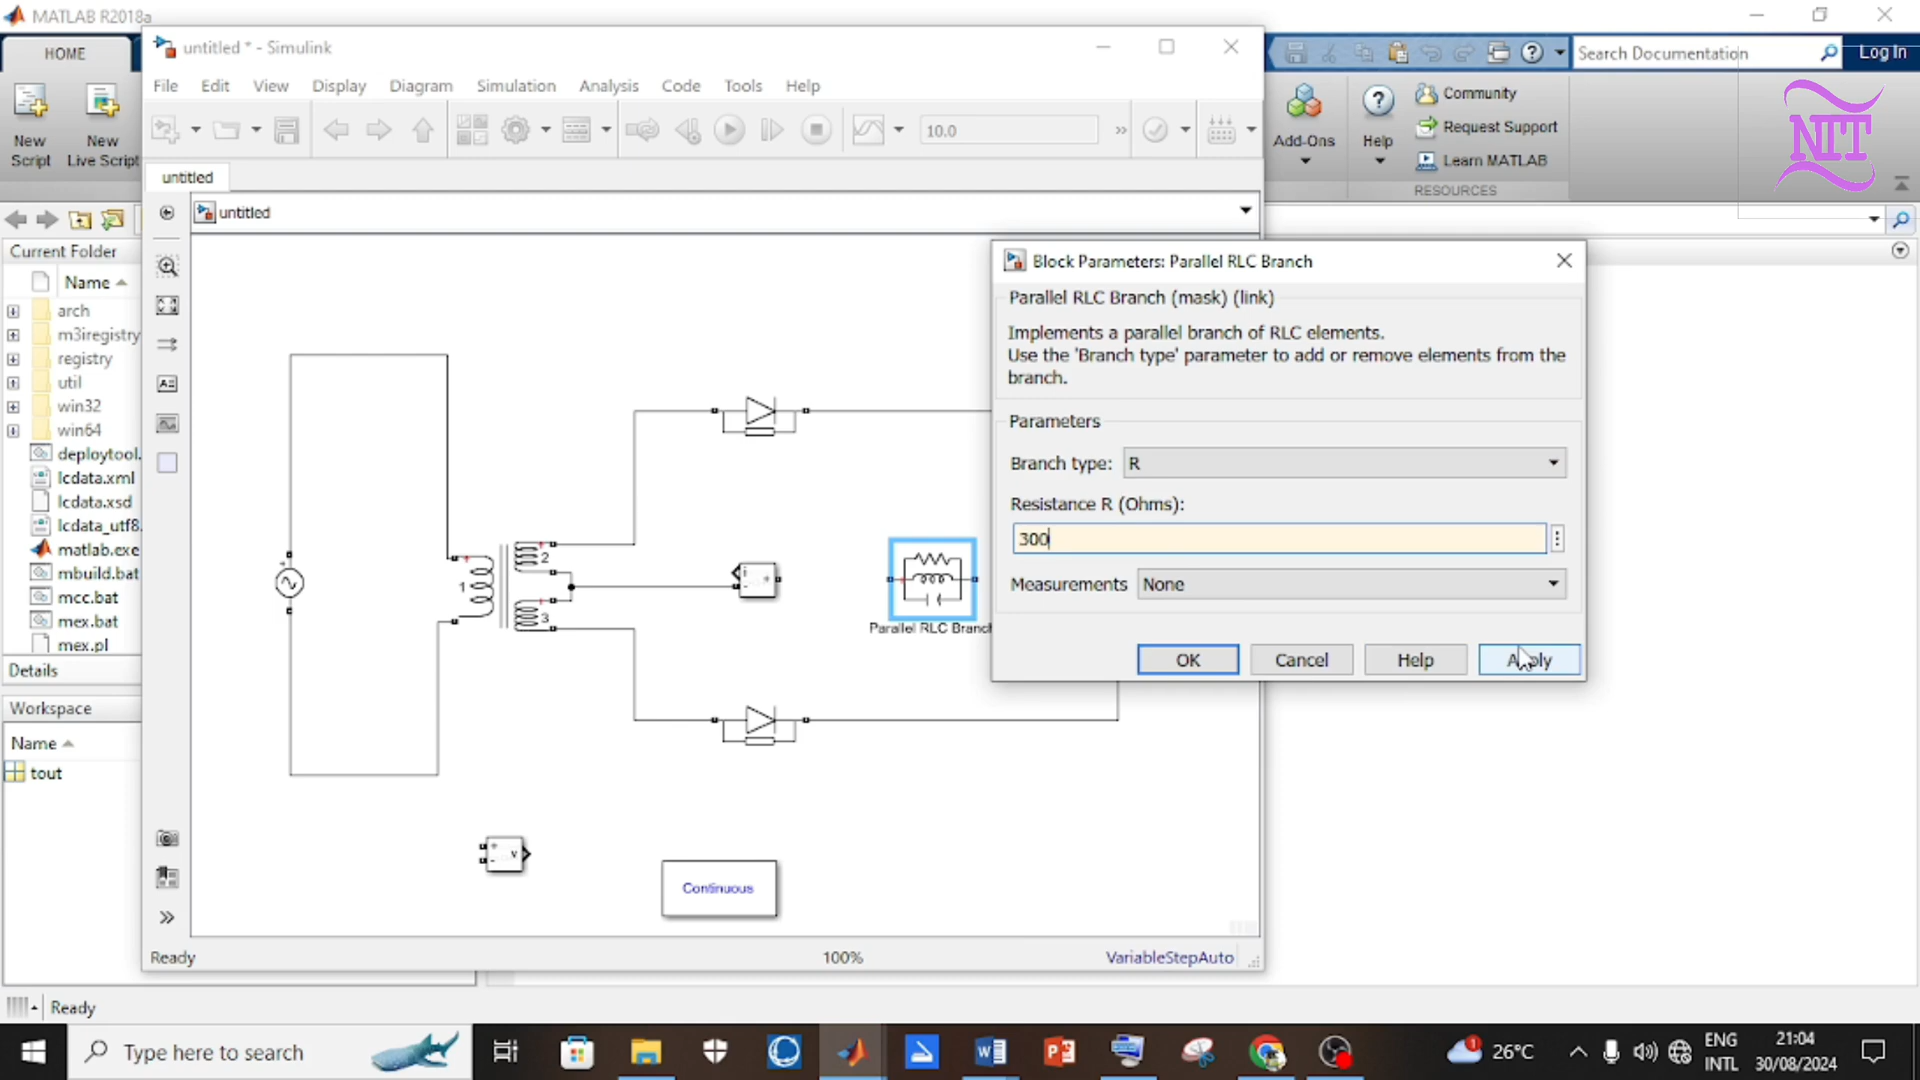 MATLAB R2018a
HOME
New
Script
New
Live Script
Search Documentation
Log In
Add-Ons
Help
Community
Request Support
Learn MATLAB
RESOURCES
NIT
Current Folder
Name
arch
m3iregistry
registry
util
win32
win64
deploytool.
lcdata.xml
lcdata.xsd
lcdata_utf8.
matlab.exe
mbuild.bat
mcc.bat
mex.bat
mex.pl
Details
Workspace
Name
tout
Ready
untitled * - Simulink
File Edit View Display Diagram Simulation Analysis Code Tools Help
10.0
untitled
untitled
1
2
3
i
+
-
Parallel RLC Branch
+
-
v
Continuous
Ready
100%
VariableStepAuto
Block Parameters: Parallel RLC Branch
Parallel RLC Branch (mask) (link)
Implements a parallel branch of RLC elements.
Use the 'Branch type' parameter to add or remove elements from the
branch.
Parameters
Branch type: R
Resistance R (Ohms):
300
Measurements None
OK Cancel Help Apply
Type here to search
26°C
ENG
INTL
21:04
30/08/2024